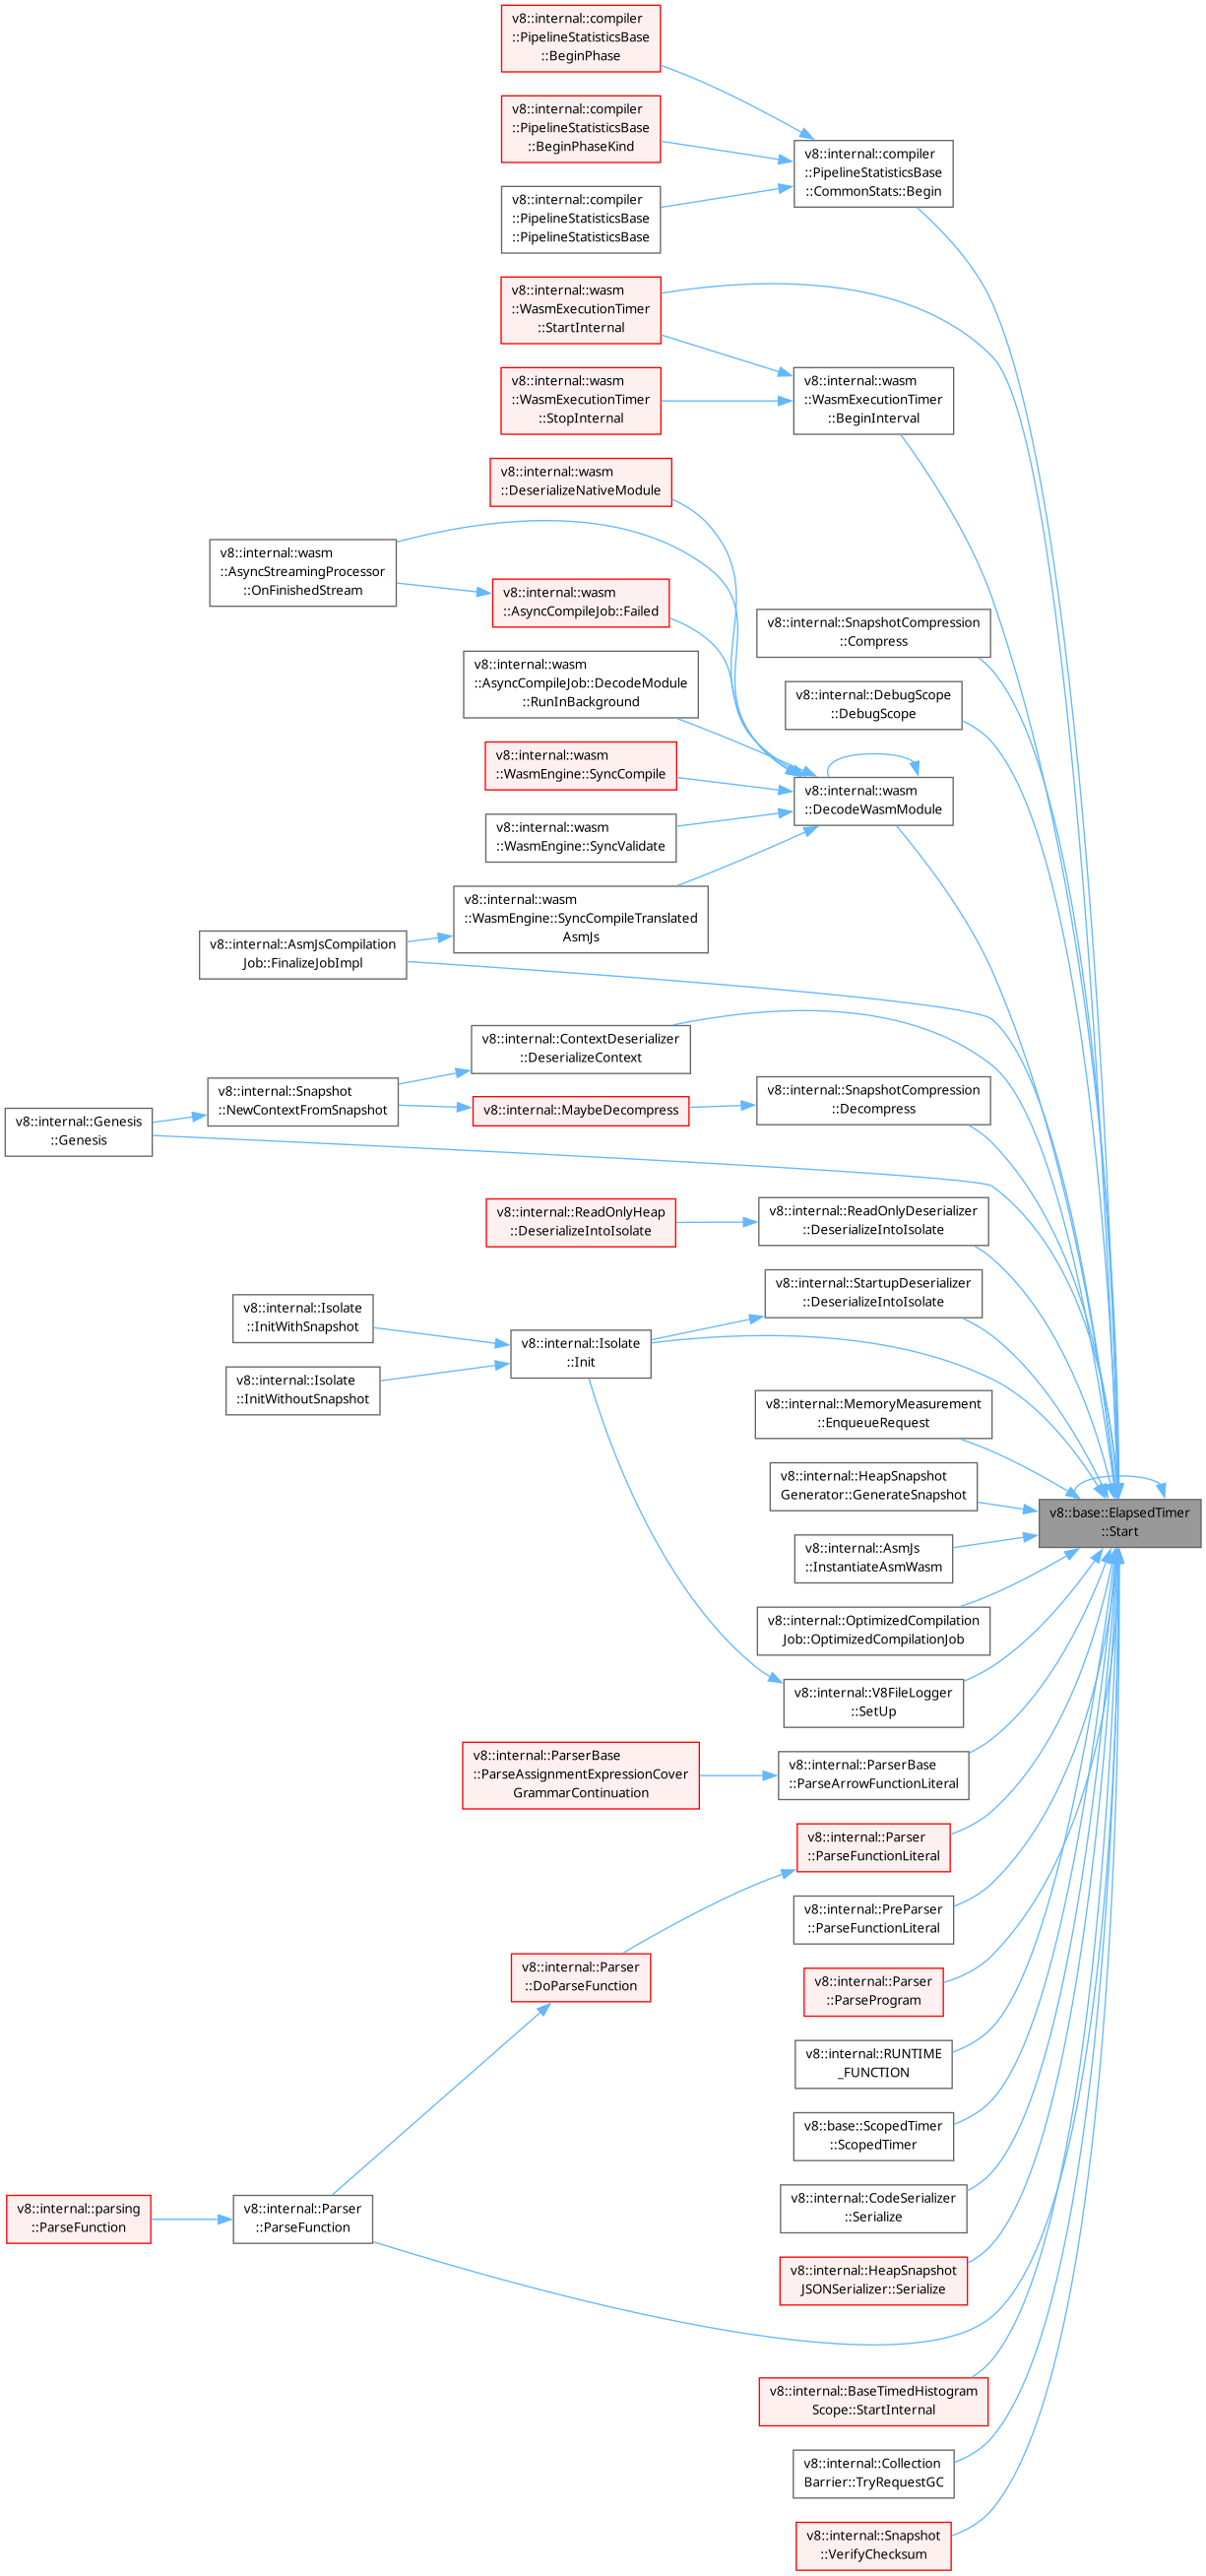 v8::internal::compiler
::PipelineStatisticsBase
::BeginPhase
v8::internal::compiler
::PipelineStatisticsBase
::BeginPhaseKind
v8::internal::compiler
::PipelineStatisticsBase
::CommonStats::Begin
v8::internal::compiler
::PipelineStatisticsBase
::PipelineStatisticsBase
v8::internal::wasm
::WasmExecutionTimer
::StartInternal
v8::internal::wasm
::WasmExecutionTimer
::StopInternal
v8::internal::wasm
::WasmExecutionTimer
::BeginInterval
v8::internal::wasm
::DeserializeNativeModule
v8::internal::wasm
::AsyncStreamingProcessor
::OnFinishedStream
v8::internal::wasm
::AsyncCompileJob::Failed
v8::internal::SnapshotCompression
::Compress
v8::internal::wasm
::AsyncCompileJob::DecodeModule
::RunInBackground
v8::internal::DebugScope
::DebugScope
v8::internal::wasm
::WasmEngine::SyncCompile
v8::internal::wasm
::DecodeWasmModule
v8::internal::wasm
::WasmEngine::SyncValidate
v8::internal::wasm
::WasmEngine::SyncCompileTranslated
AsmJs
v8::internal::AsmJsCompilation
Job::FinalizeJobImpl
v8::internal::ContextDeserializer
::DeserializeContext
v8::internal::Snapshot
::NewContextFromSnapshot
v8::internal::MaybeDecompress
v8::internal::SnapshotCompression
::Decompress
v8::internal::Genesis
::Genesis
v8::internal::ReadOnlyHeap
::DeserializeIntoIsolate
v8::internal::ReadOnlyDeserializer
::DeserializeIntoIsolate
v8::internal::StartupDeserializer
::DeserializeIntoIsolate
v8::internal::Isolate
::InitWithSnapshot
v8::internal::Isolate
::Init
v8::internal::Isolate
::InitWithoutSnapshot
v8::internal::MemoryMeasurement
::EnqueueRequest
v8::internal::HeapSnapshot
Generator::GenerateSnapshot
v8::base::ElapsedTimer
::Start
v8::internal::AsmJs
::InstantiateAsmWasm
v8::internal::OptimizedCompilation
Job::OptimizedCompilationJob
v8::internal::V8FileLogger
::SetUp
v8::internal::ParserBase
::ParseAssignmentExpressionCover
GrammarContinuation
v8::internal::ParserBase
::ParseArrowFunctionLiteral
v8::internal::Parser
::ParseFunctionLiteral
v8::internal::PreParser
::ParseFunctionLiteral
v8::internal::Parser
::DoParseFunction
v8::internal::Parser
::ParseProgram
v8::internal::RUNTIME
_FUNCTION
v8::base::ScopedTimer
::ScopedTimer
v8::internal::CodeSerializer
::Serialize
v8::internal::parsing
::ParseFunction
v8::internal::Parser
::ParseFunction
v8::internal::HeapSnapshot
JSONSerializer::Serialize
v8::internal::BaseTimedHistogram
Scope::StartInternal
v8::internal::Collection
Barrier::TryRequestGC
v8::internal::Snapshot
::VerifyChecksum